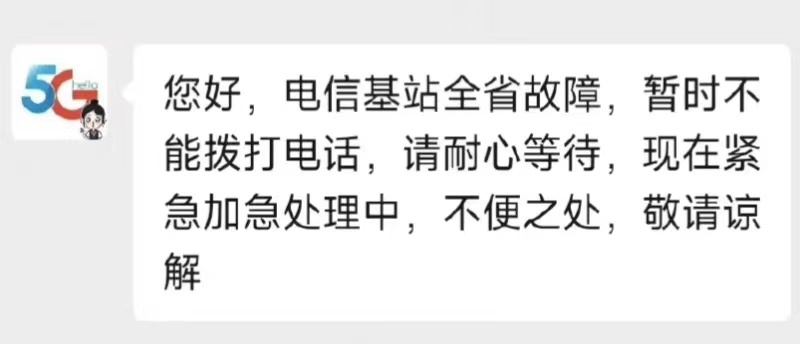 5G
hello
您好，电信基站全省故障，暂时不
能拨打电话，请耐心等待，现在紧
急加急处理中，不便之处，敬请谅
解